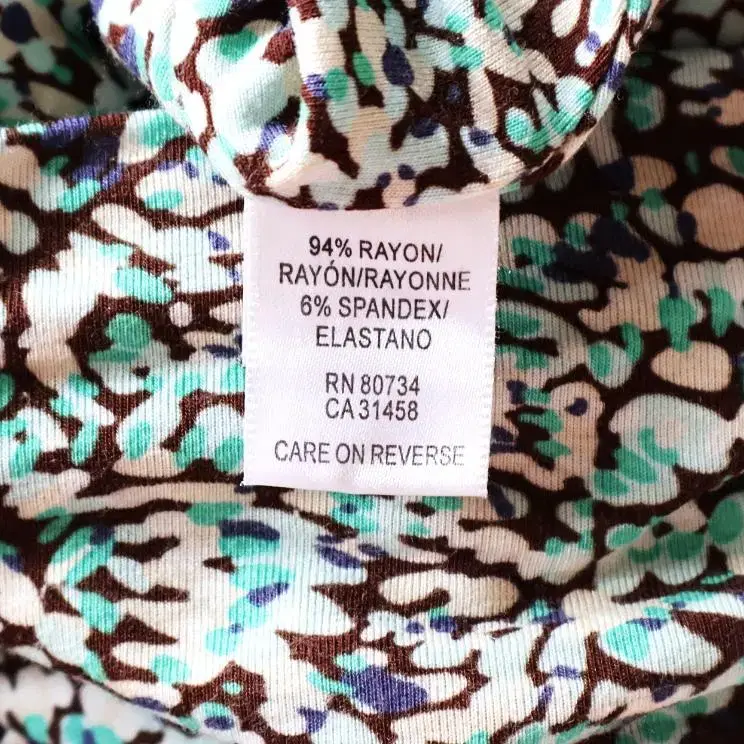 94% RAYON/
RAYÓN/RAYONNE
6% SPANDEX/
ELASTANO
RN 80734
CA 31458
CARE ON REVERSE